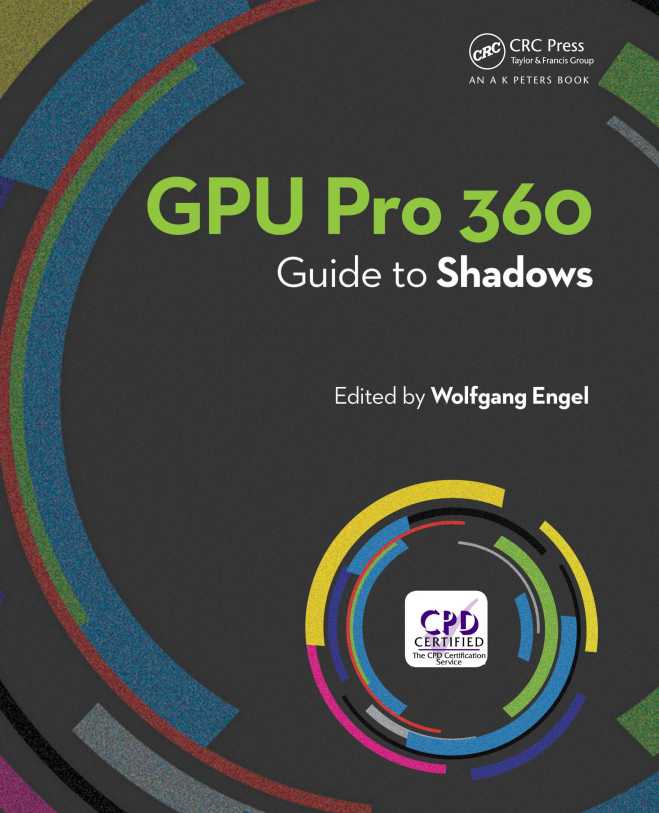 CRC
CRC Press
Taylor & Francis Group
AN A K PETERS BOOK
GPU Pro 360
Guide to Shadows
Edited by Wolfgang Engel
CPD
CERTIFIED
The CPD Certification
Service